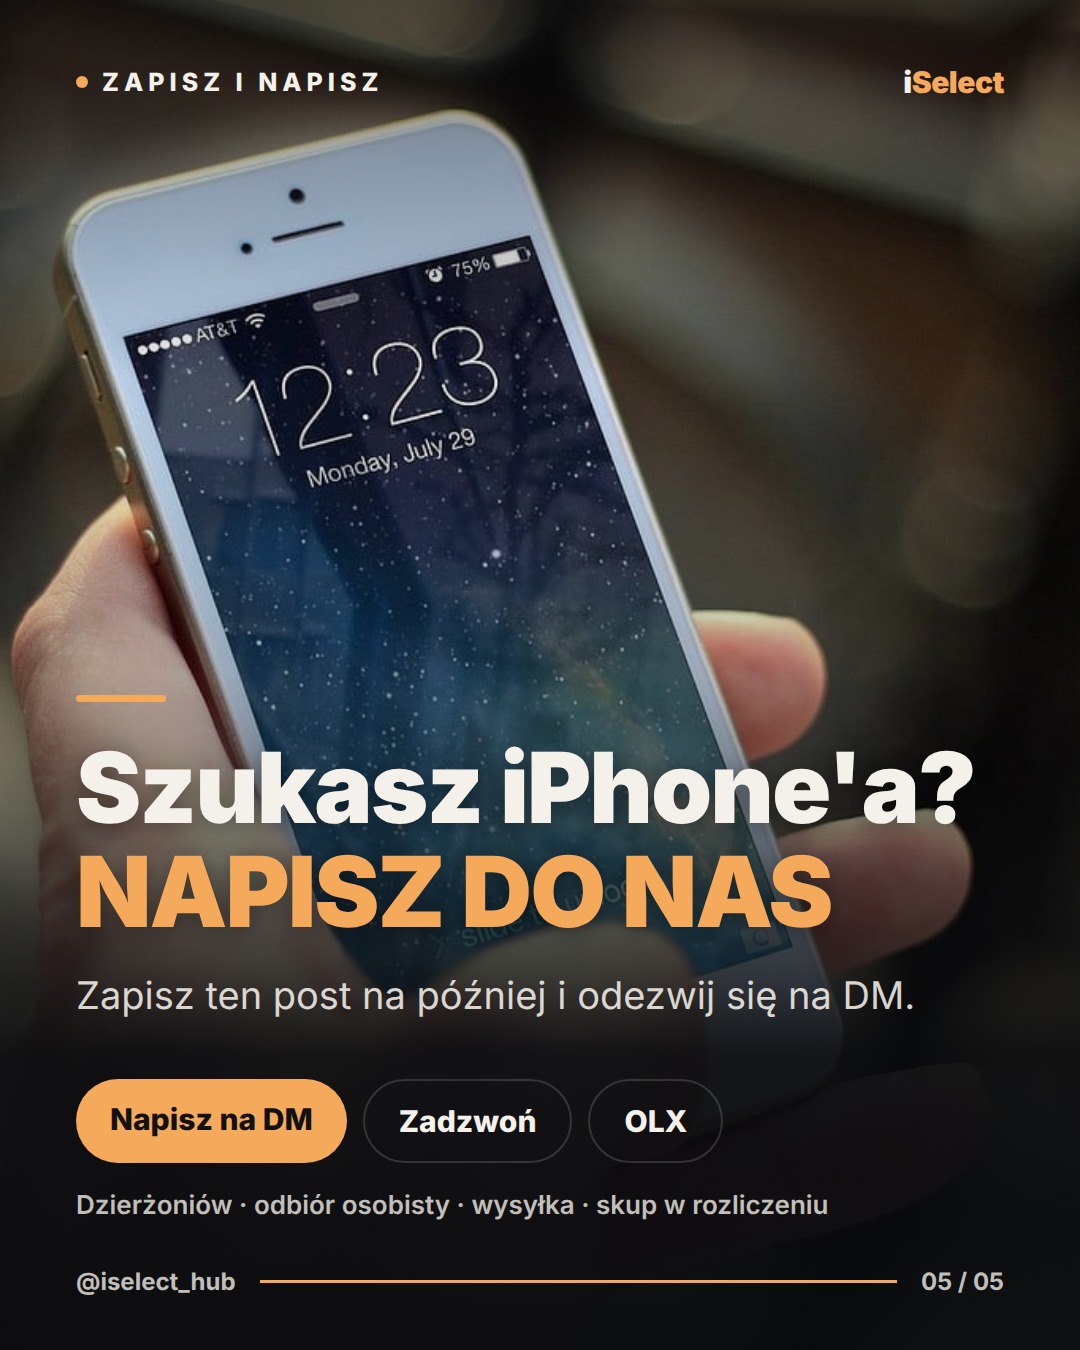 ZAPISZ I NAPISZ
iSelect
AT&T
75%
12:23
Monday, July 29
Szukasz iPhone'a?
NAPISZ DO NAS
Zapisz ten post na później i odezwij się na DM.
Napisz na DM
Zadzwoń
OLX
Dzierżoniów · odbiór osobisty · wysyłka · skup w rozliczeniu
@iselect_hub
05 / 05